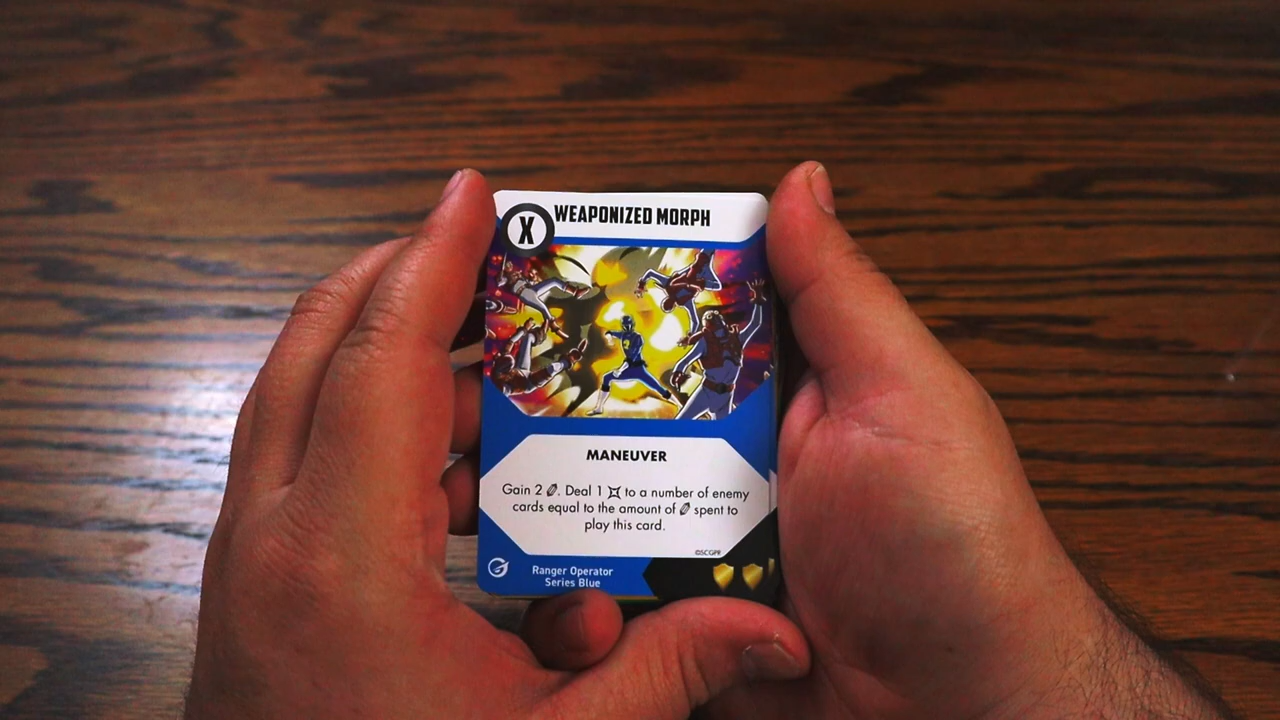 X
WEAPONIZED MORPH
MANEUVER
Gain 2 . Deal 1 to a number of enemy
cards equal to the amount of spent to
play this card.
©SCGPR
Ranger Operator
Series Blue